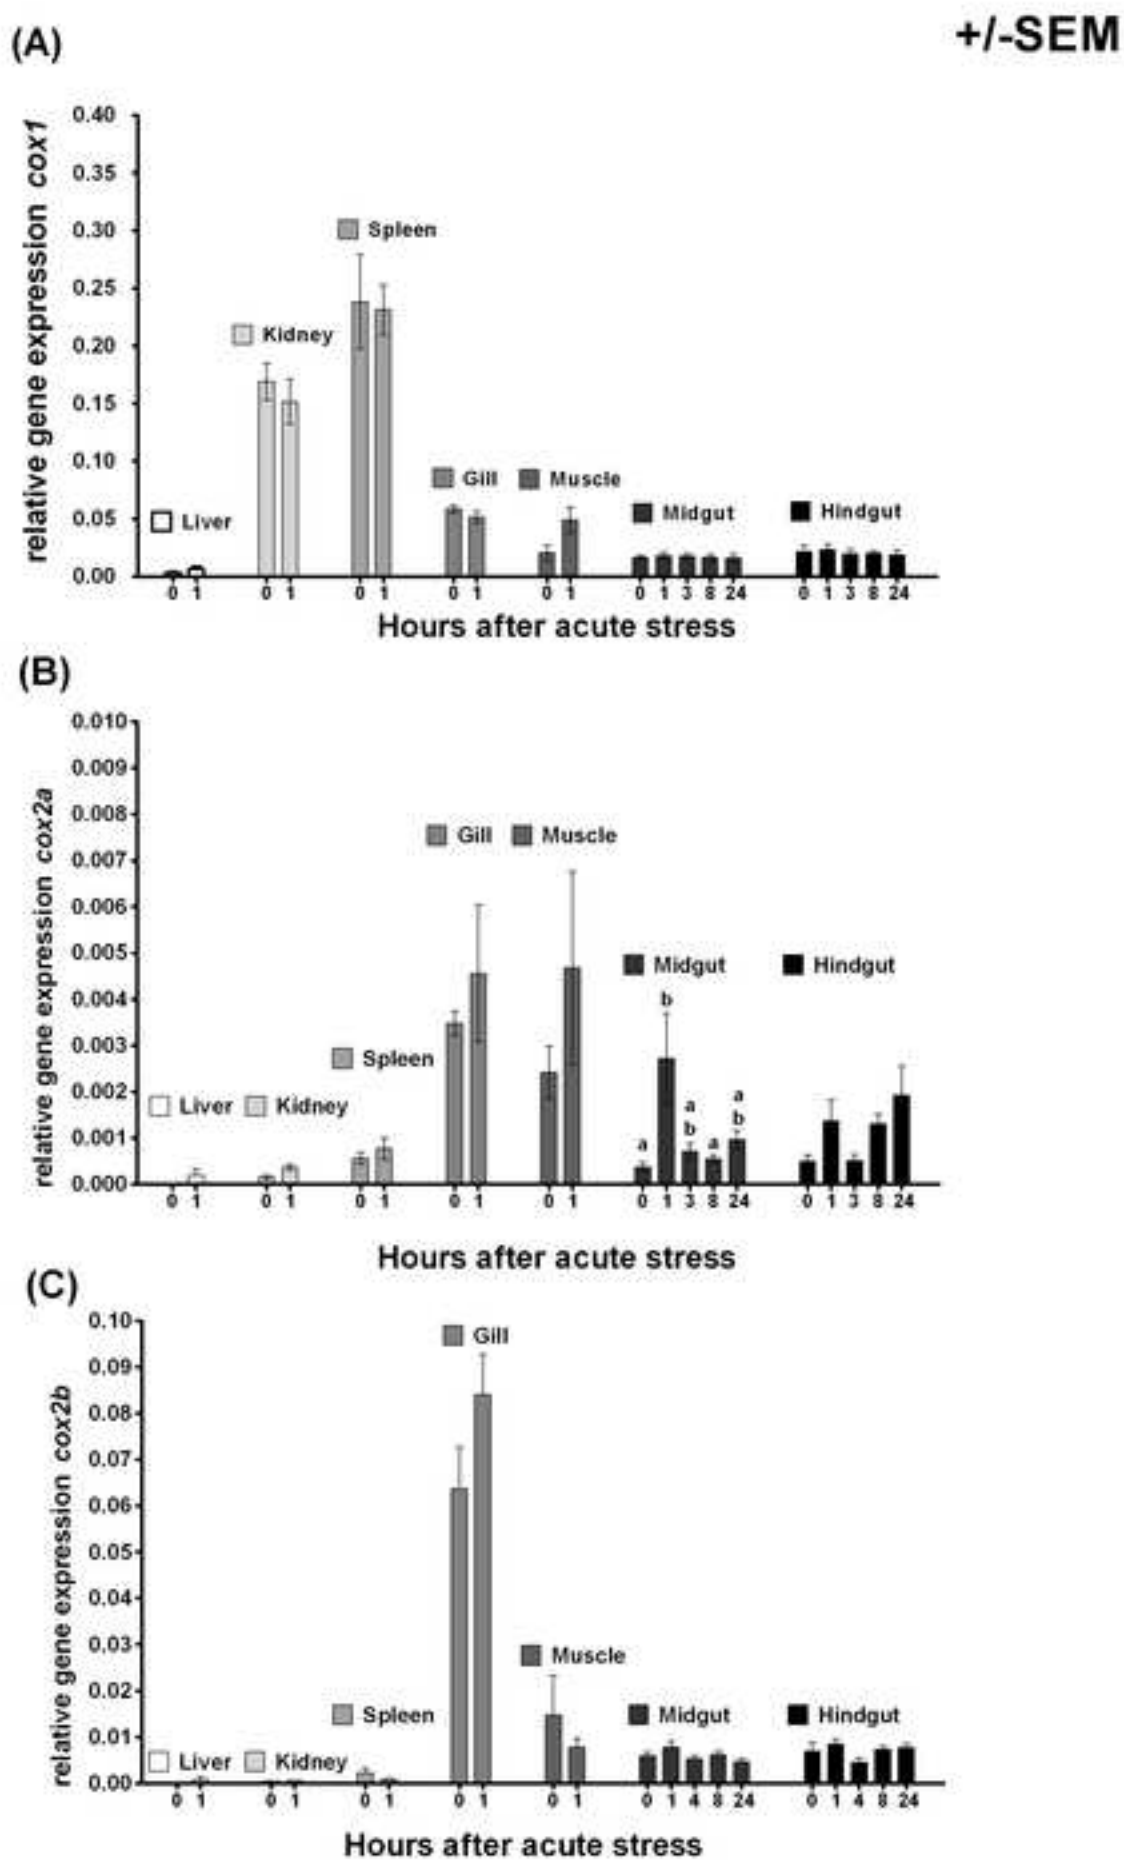 (A)
+/-SEM
relative gene expression cox1
0.40
0.35
0.30
0.25
0.20
0.15
0.10
0.05
0.00
Spleen
Kidney
Gill Muscle
Liver Midgut Hindgut
0 1 0 1 0 1 0 1 0 1 0 1 3 8 24 0 1 3 8 24
Hours after acute stress
(B)
relative gene expression cox2a
0.010
0.009
0.008
0.007
0.006
0.005
0.004
0.003
0.002
0.001
0.000
Gill Muscle
Midgut Hindgut
b
Spleen
Liver Kidney
a
a b
a
a b
0 1 0 1 0 1 0 1 0 1 0 1 3 8 24 0 1 3 8 24
Hours after acute stress
(C)
relative gene expression cox2b
0.10
0.09
0.08
0.07
0.06
0.05
0.04
0.03
0.02
0.01
0.00
Gill
Muscle
Spleen Midgut Hindgut
Liver Kidney
0 1 0 1 0 1 0 1 0 1 0 1 4 8 24 0 1 4 8 24
Hours after acute stress